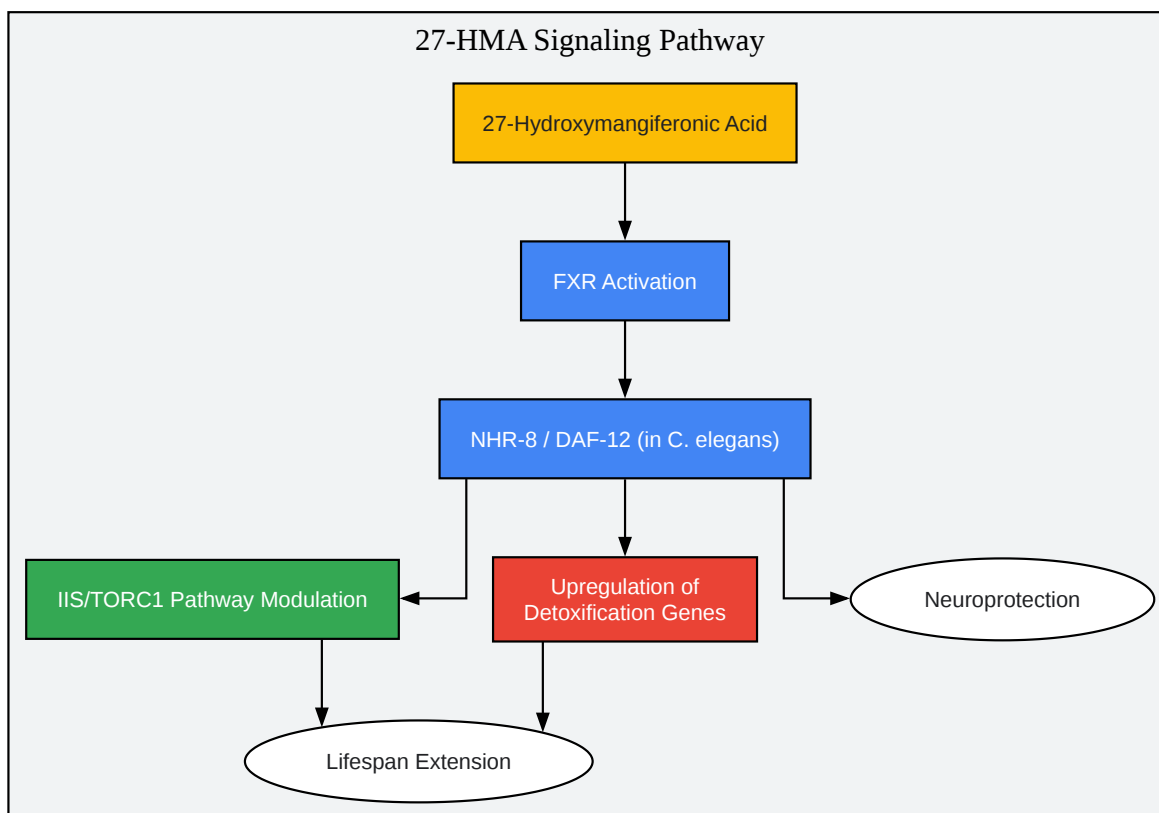 27-HMA Signaling Pathway
27-Hydroxymangiferonic Acid
FXR Activation
NHR-8 / DAF-12 (in C. elegans)
IIS/TORC1 Pathway Modulation
Upregulation of
Detoxification Genes
Neuroprotection
Lifespan Extension